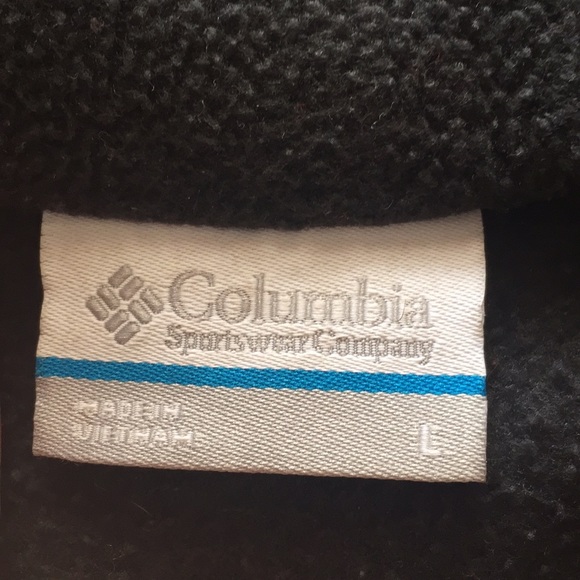 Columbia
Sportswear Company
MADE IN
VIETNAM
L